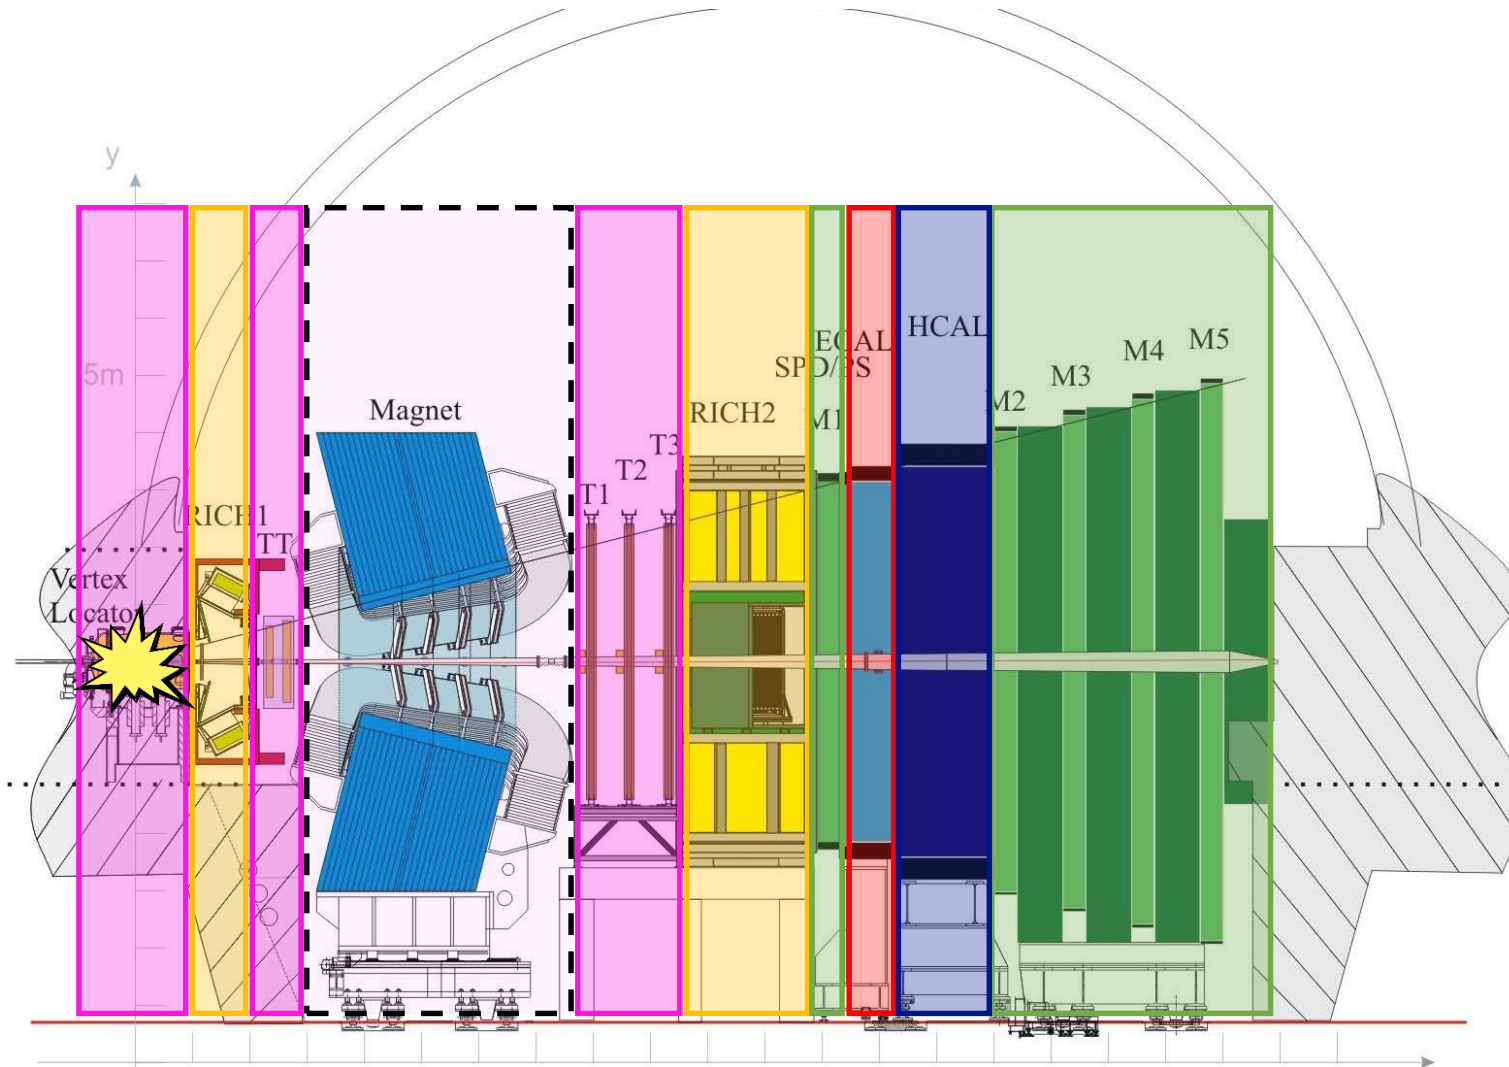 y
5m
ECAL
HCAL
SPD/PS
Magnet
RICH2
M1
M2
M3
M4
M5
T1
T2
T3
RICH1
TT
Vertex
Locator